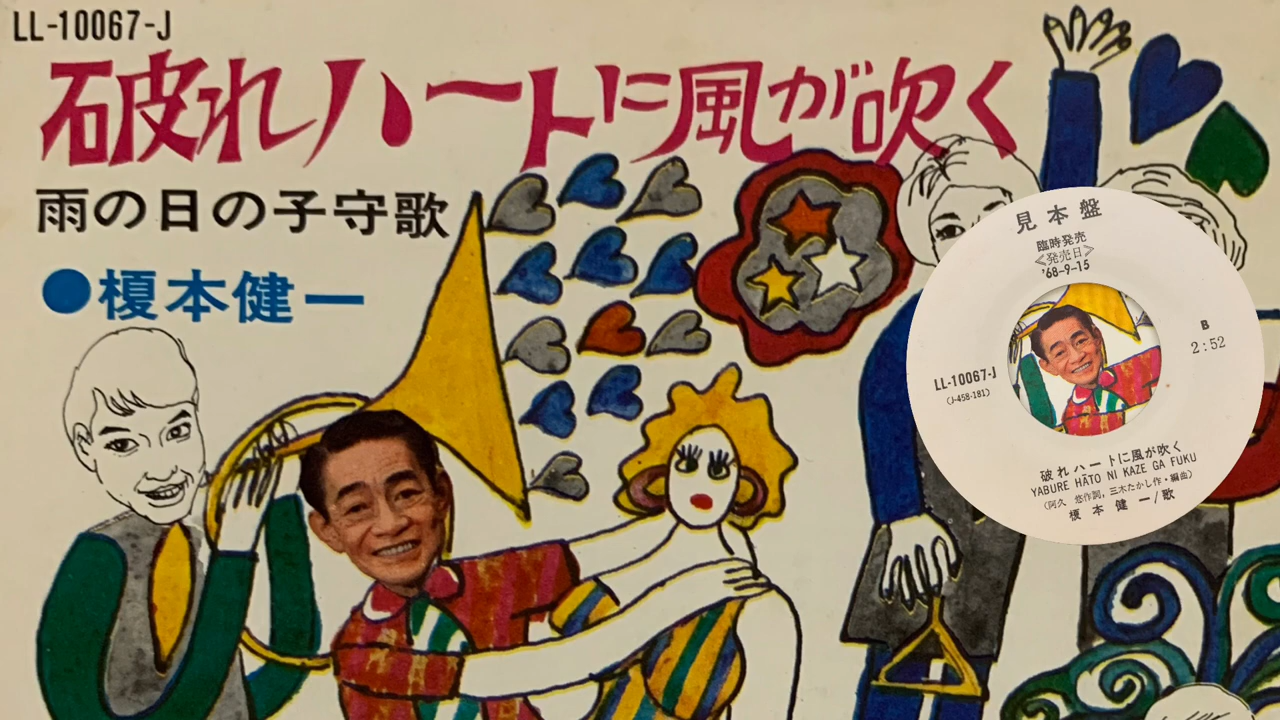 LL-10067-J
破れハートに風が吹く
雨の日の子守歌
●榎本健一
見本盤
臨時発売
《発売日》
'68-9-15
B
2:52
LL-10067-J
(J-458-181)
破れハートに風が吹く
YABURE HĀTO NI KAZE GA FUKU
(阿久 悠作詞, 三木たかし作・編曲)
榎本健一/歌